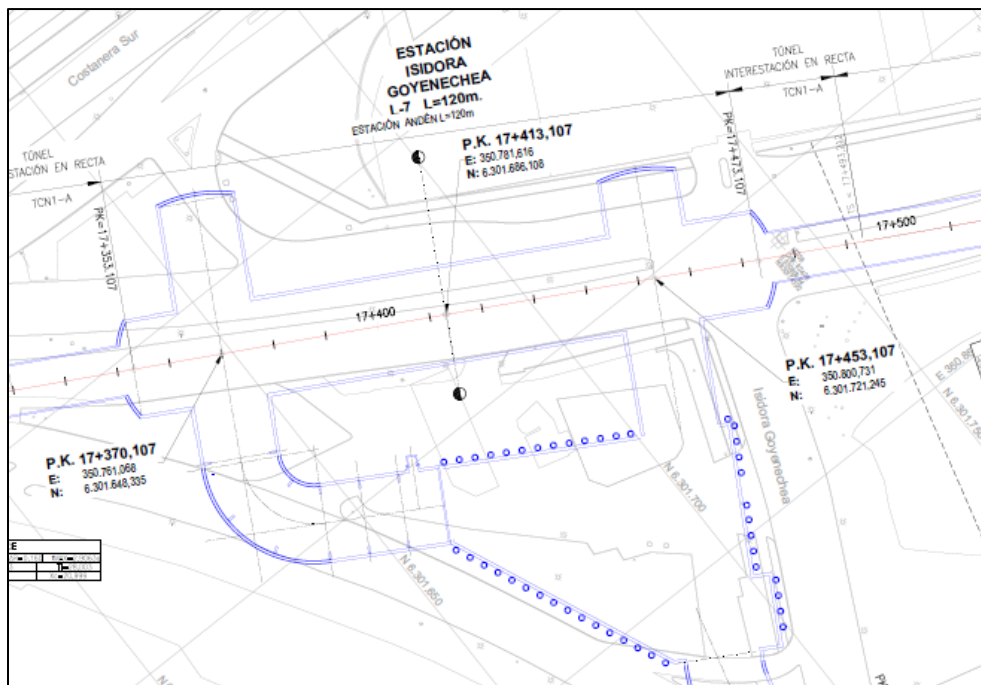 Costanera Sur
ESTACIÓN
ISIDORA
GOYENECHEA
L-7 L=120m.
ESTACIÓN ANDÉN L=120m
TÚNEL
INTERESTACIÓN EN RECTA
TCN1-A
P.K. 17+413,107
E: 350.781,616
N: 6.301.686,108
PK=17+473,107
TÚNEL
ESTACIÓN EN RECTA
TCN1-A
PK=17+353,107
17+500
17+400
P.K. 17+453,107
E: 350.800,731
N: 6.301.721,245
P.K. 17+370,107
E: 350.761,068
N: 6.301.648,335
Isidora Goyenechea
N 6.301.700
N 6.301.650
N 6.301.750